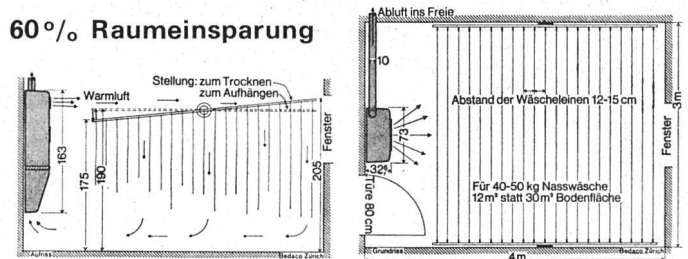 60% Raumeinsparung
Warmluft
Stellung: zum Trocknen
zum Aufhängen
163
175
190
205
Fenster
Aufriss
Bedaco Zürich
Abluft ins Freie
10
Abstand der Wäscheleinen 12-15 cm
73
32
Türe 80 cm
Für 40-50 kg Nasswäsche
12 m² statt 30 m² Bodenfläche
Fenster
3 m
Grundriss
Bedaco Zürich
4 m